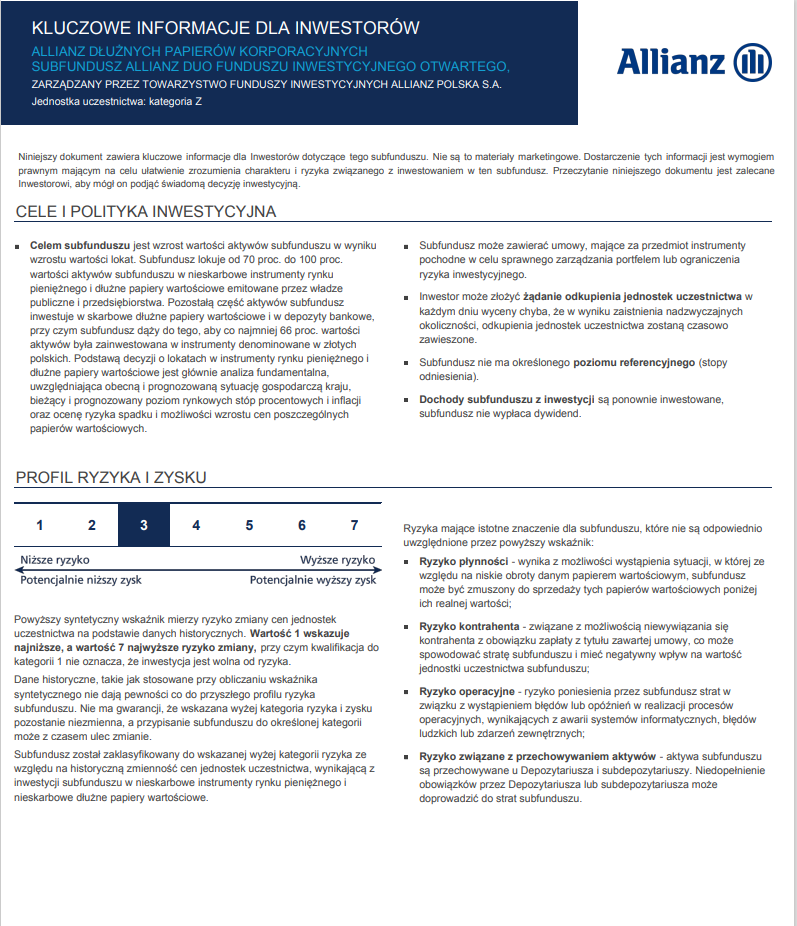 KLUCZOWE INFORMACJE DLA INWESTORÓW
ALLIANZ DŁUŻNYCH PAPIERÓW KORPORACYJNYCH
SUBFUNDUSZ ALLIANZ DUO FUNDUSZU INWESTYCYJNEGO OTWARTEGO,
ZARZĄDZANY PRZEZ TOWARZYSTWO FUNDUSZY INWESTYCYJNYCH ALLIANZ POLSKA S.A.
Jednostka uczestnictwa: kategoria Z
Allianz
Niniejszy dokument zawiera kluczowe informacje dla Inwestorów dotyczące tego subfunduszu. Nie są to materiały marketingowe. Dostarczenie tych informacji jest wymogiem
prawnym mającym na celu ułatwienie zrozumienia charakteru i ryzyka związanego z inwestowaniem w ten subfundusz. Przeczytanie niniejszego dokumentu jest zalecane
Inwestorowi, aby mógł on podjąć świadomą decyzję inwestycyjną.
CELE I POLITYKA INWESTYCYJNA
Celem subfunduszu jest wzrost wartości aktywów subfunduszu w wyniku
wzrostu wartości lokat. Subfundusz lokuje od 70 proc. do 100 proc.
wartości aktywów subfunduszu w nieskarbowe instrumenty rynku
pieniężnego i dłużne papiery wartościowe emitowane przez władze
publiczne i przedsiębiorstwa. Pozostałą część aktywów subfundusz
inwestuje w skarbowe dłużne papiery wartościowe i w depozyty bankowe,
przy czym subfundusz dąży do tego, aby co najmniej 66 proc. wartości
aktywów była zainwestowana w instrumenty denominowane w złotych
polskich. Podstawą decyzji o lokatach w instrumenty rynku pieniężnego i
dłużne papiery wartościowe jest głównie analiza fundamentalna,
uwzględniająca obecną i prognozowaną sytuację gospodarczą kraju,
bieżący i prognozowany poziom rynkowych stóp procentowych i inflacji
oraz ocenę ryzyka spadku i możliwości wzrostu cen poszczególnych
papierów wartościowych.
Subfundusz może zawierać umowy, mające za przedmiot instrumenty
pochodne w celu sprawnego zarządzania portfelem lub ograniczenia
ryzyka inwestycyjnego.
Inwestor może złożyć żądanie odkupienia jednostek uczestnictwa w
każdym dniu wyceny chyba, że w wyniku zaistnienia nadzwyczajnych
okoliczności, odkupienia jednostek uczestnictwa zostaną czasowo
zawieszone.
Subfundusz nie ma określonego poziomu referencyjnego (stopy
odniesienia).
Dochody subfunduszu z inwestycji są ponownie inwestowane,
subfundusz nie wypłaca dywidend.
PROFIL RYZYKA I ZYSKU
1 2 3 4 5 6 7
Niższe ryzyko Wyższe ryzyko
Potencjalnie niższy zysk Potencjalnie wyższy zysk
Powyższy syntetyczny wskaźnik mierzy ryzyko zmiany cen jednostek
uczestnictwa na podstawie danych historycznych. Wartość 1 wskazuje
najniższe, a wartość 7 najwyższe ryzyko zmiany, przy czym kwalifikacja do
kategorii 1 nie oznacza, że inwestycja jest wolna od ryzyka.
Dane historyczne, takie jak stosowane przy obliczaniu wskaźnika
syntetycznego nie dają pewności co do przyszłego profilu ryzyka
subfunduszu. Nie ma gwarancji, że wskazana wyżej kategoria ryzyka i zysku
pozostanie niezmienna, a przypisanie subfunduszu do określonej kategorii
może z czasem ulec zmianie.
Subfundusz został zaklasyfikowany do wskazanej wyżej kategorii ryzyka ze
względu na historyczną zmienność cen jednostek uczestnictwa, wynikającą z
inwestycji subfunduszu w nieskarbowe instrumenty rynku pieniężnego i
nieskarbowe dłużne papiery wartościowe.
Ryzyka mające istotne znaczenie dla subfunduszu, które nie są odpowiednio
uwzględnione przez powyższy wskaźnik:
Ryzyko płynności - wynika z możliwości wystąpienia sytuacji, w której ze
względu na niskie obroty danym papierem wartościowym, subfundusz
może być zmuszony do sprzedaży tych papierów wartościowych poniżej
ich realnej wartości;
Ryzyko kontrahenta - związane z możliwością niewywiązania się
kontrahenta z obowiązku zapłaty z tytułu zawartej umowy, co może
spowodować stratę subfunduszu i mieć negatywny wpływ na wartość
jednostki uczestnictwa subfunduszu;
Ryzyko operacyjne - ryzyko poniesienia przez subfundusz strat w
związku z wystąpieniem błędów lub opóźnień w realizacji procesów
operacyjnych, wynikających z awarii systemów informatycznych, błędów
ludzkich lub zdarzeń zewnętrznych;
Ryzyko związane z przechowywaniem aktywów - aktywa subfunduszu
są przechowywane u Depozytariusza i subdepozytariuszy. Niedopełnienie
obowiązków przez Depozytariusza lub subdepozytariusza może
doprowadzić do strat subfunduszu.